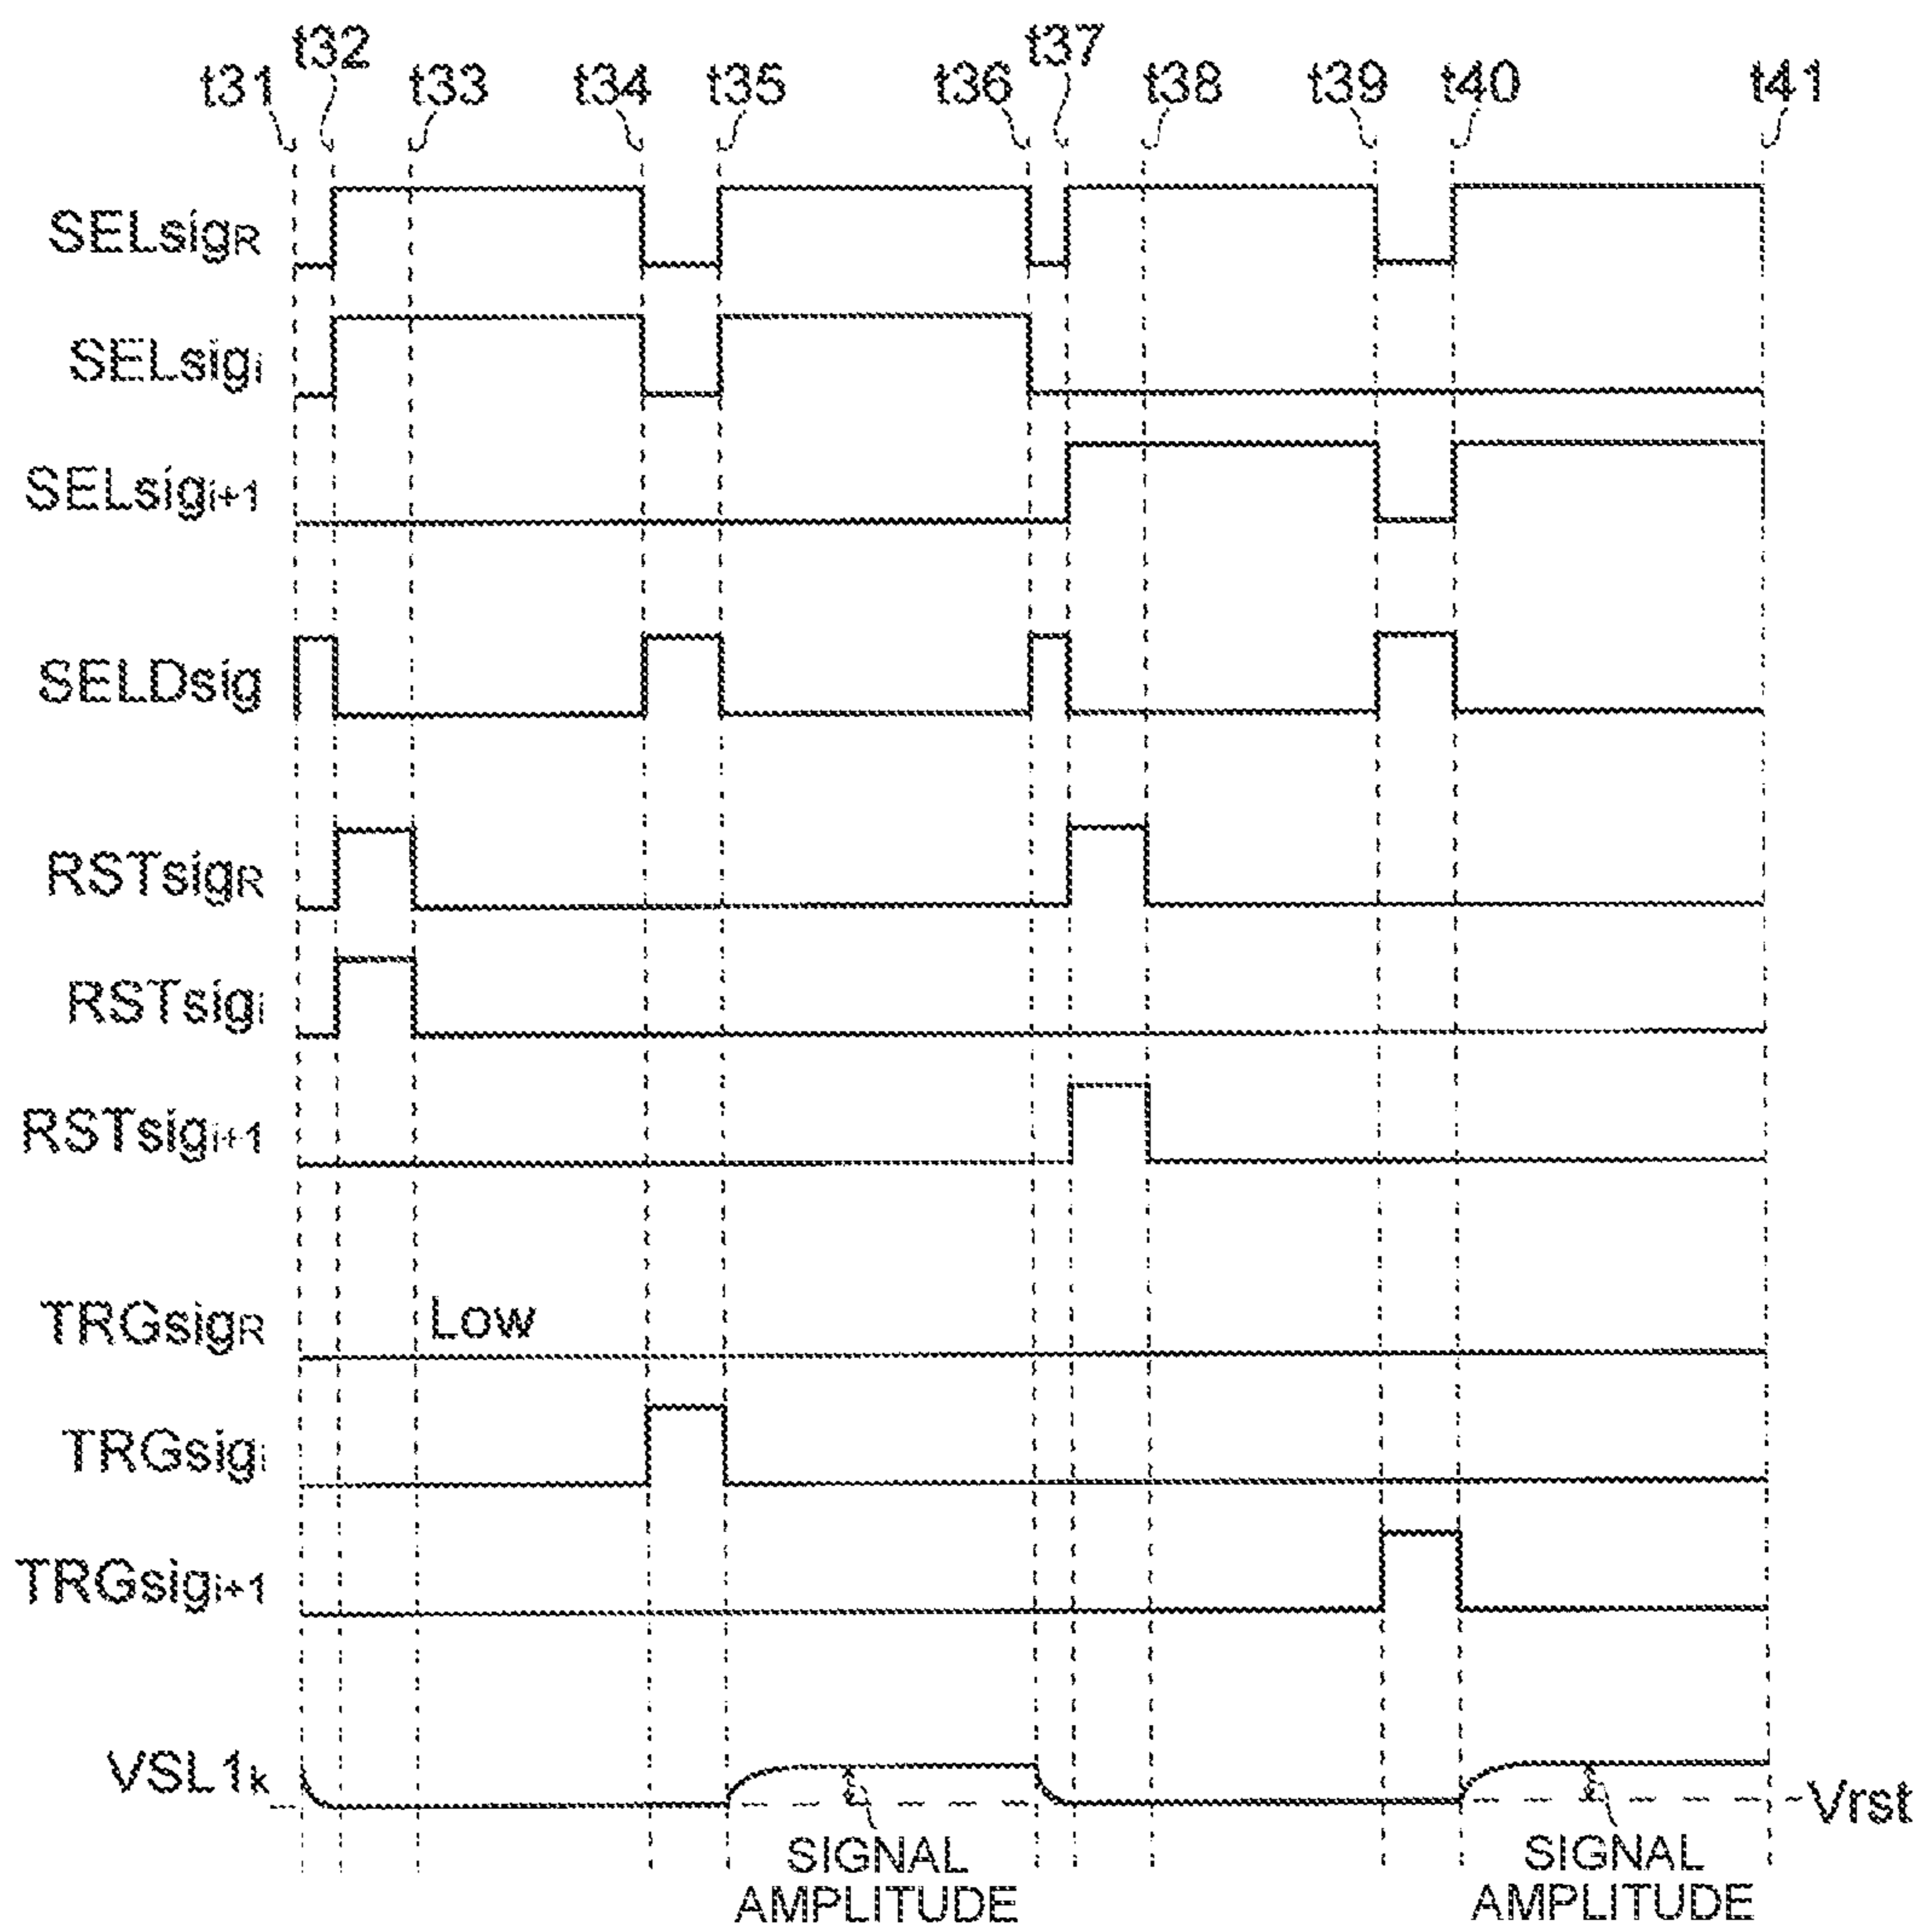 t31 t32 t33 t34 t35 t36 t37 t38 t39 t40 t41
SELsigR
SELsigi
SELsigi+1
SELDsig
RSTsigR
RSTsigi
RSTsigi+1
TRGsigR Low
TRGsigi
TRGsigi+1
VSL1k
Vrst
SIGNAL AMPLITUDE
SIGNAL AMPLITUDE